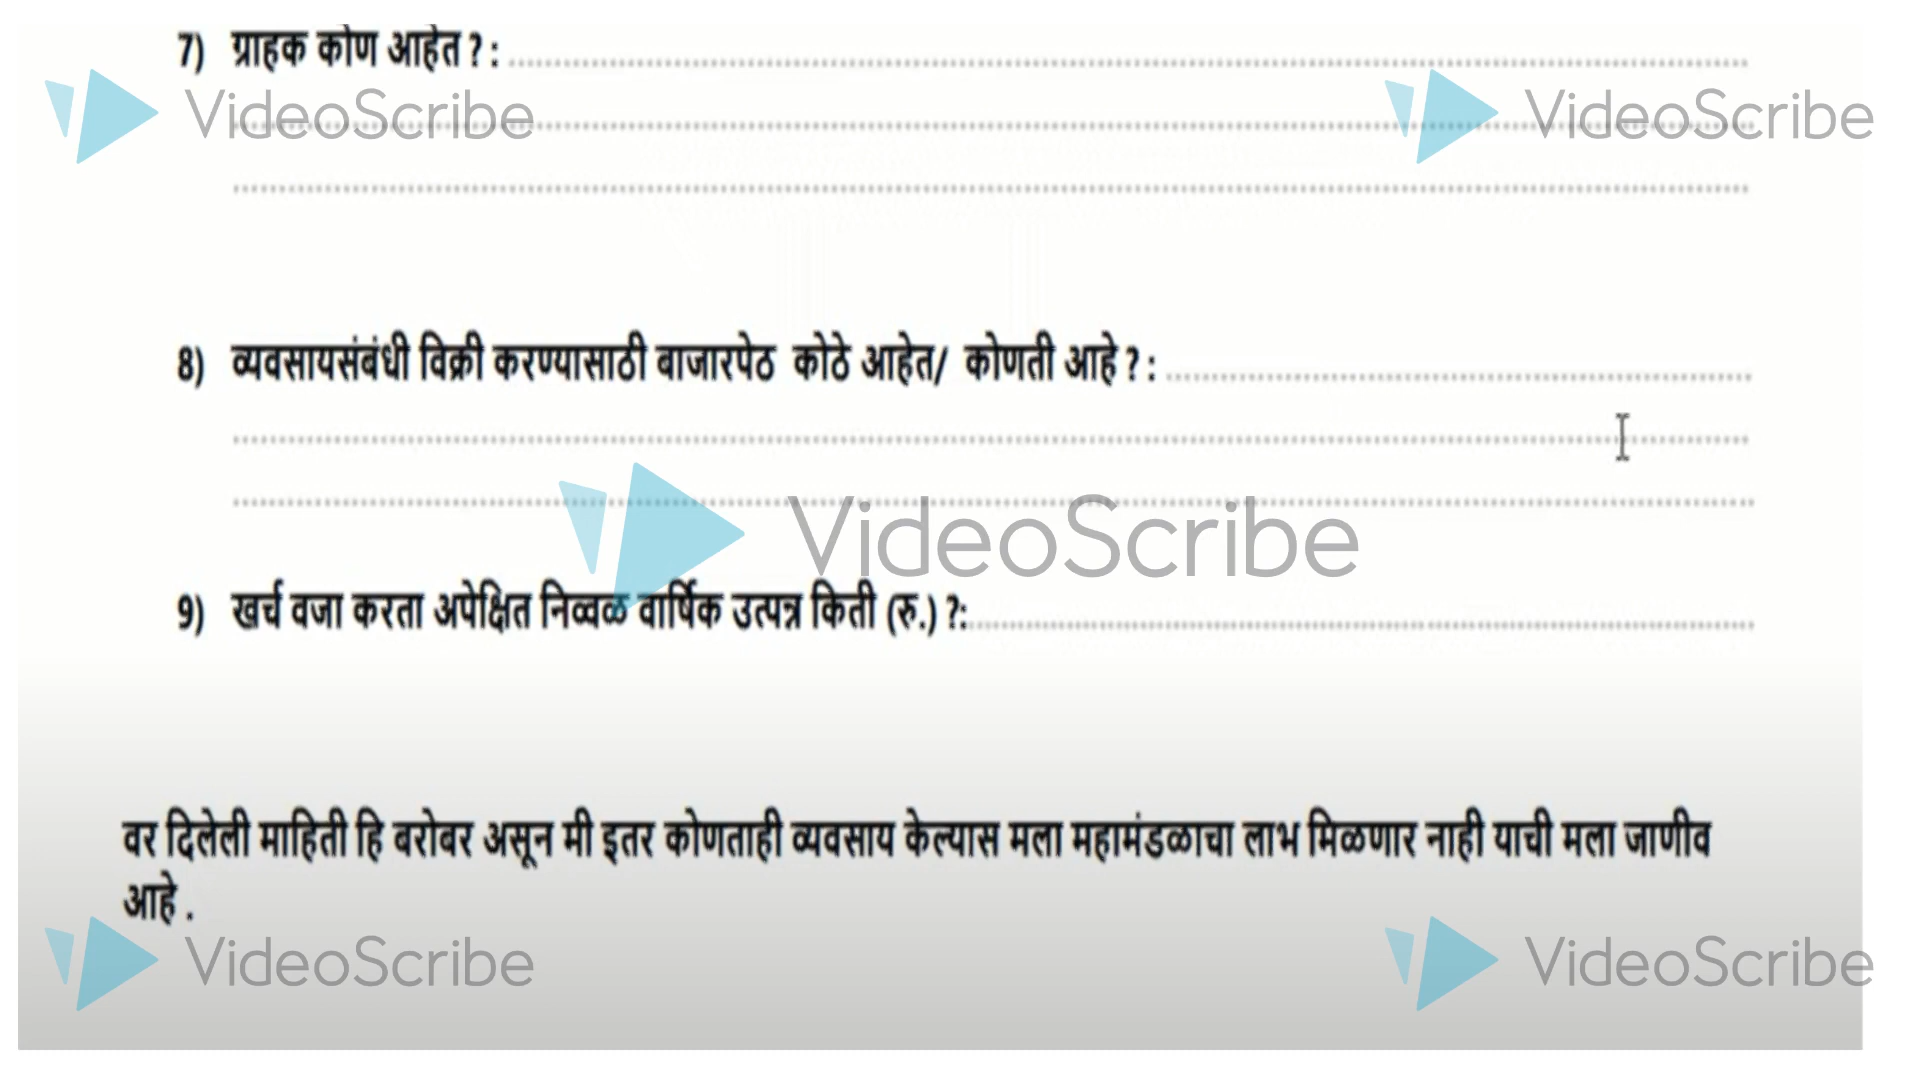 7) ग्राहक कोण आहेत ? :
VideoScribe VideoScribe
8) व्यवसायसंबंधी विक्री करण्यासाठी बाजारपेठ कोठे आहेत/ कोणती आहे ? :
VideoScribe
9) खर्च वजा करता अपेक्षित निव्वळ वार्षिक उत्पन्न किती (रु.) ?:
वर दिलेली माहिती हि बरोबर असून मी इतर कोणताही व्यवसाय केल्यास मला महामंडळाचा लाभ मिळणार नाही याची मला जाणीव
आहे .
VideoScribe VideoScribe